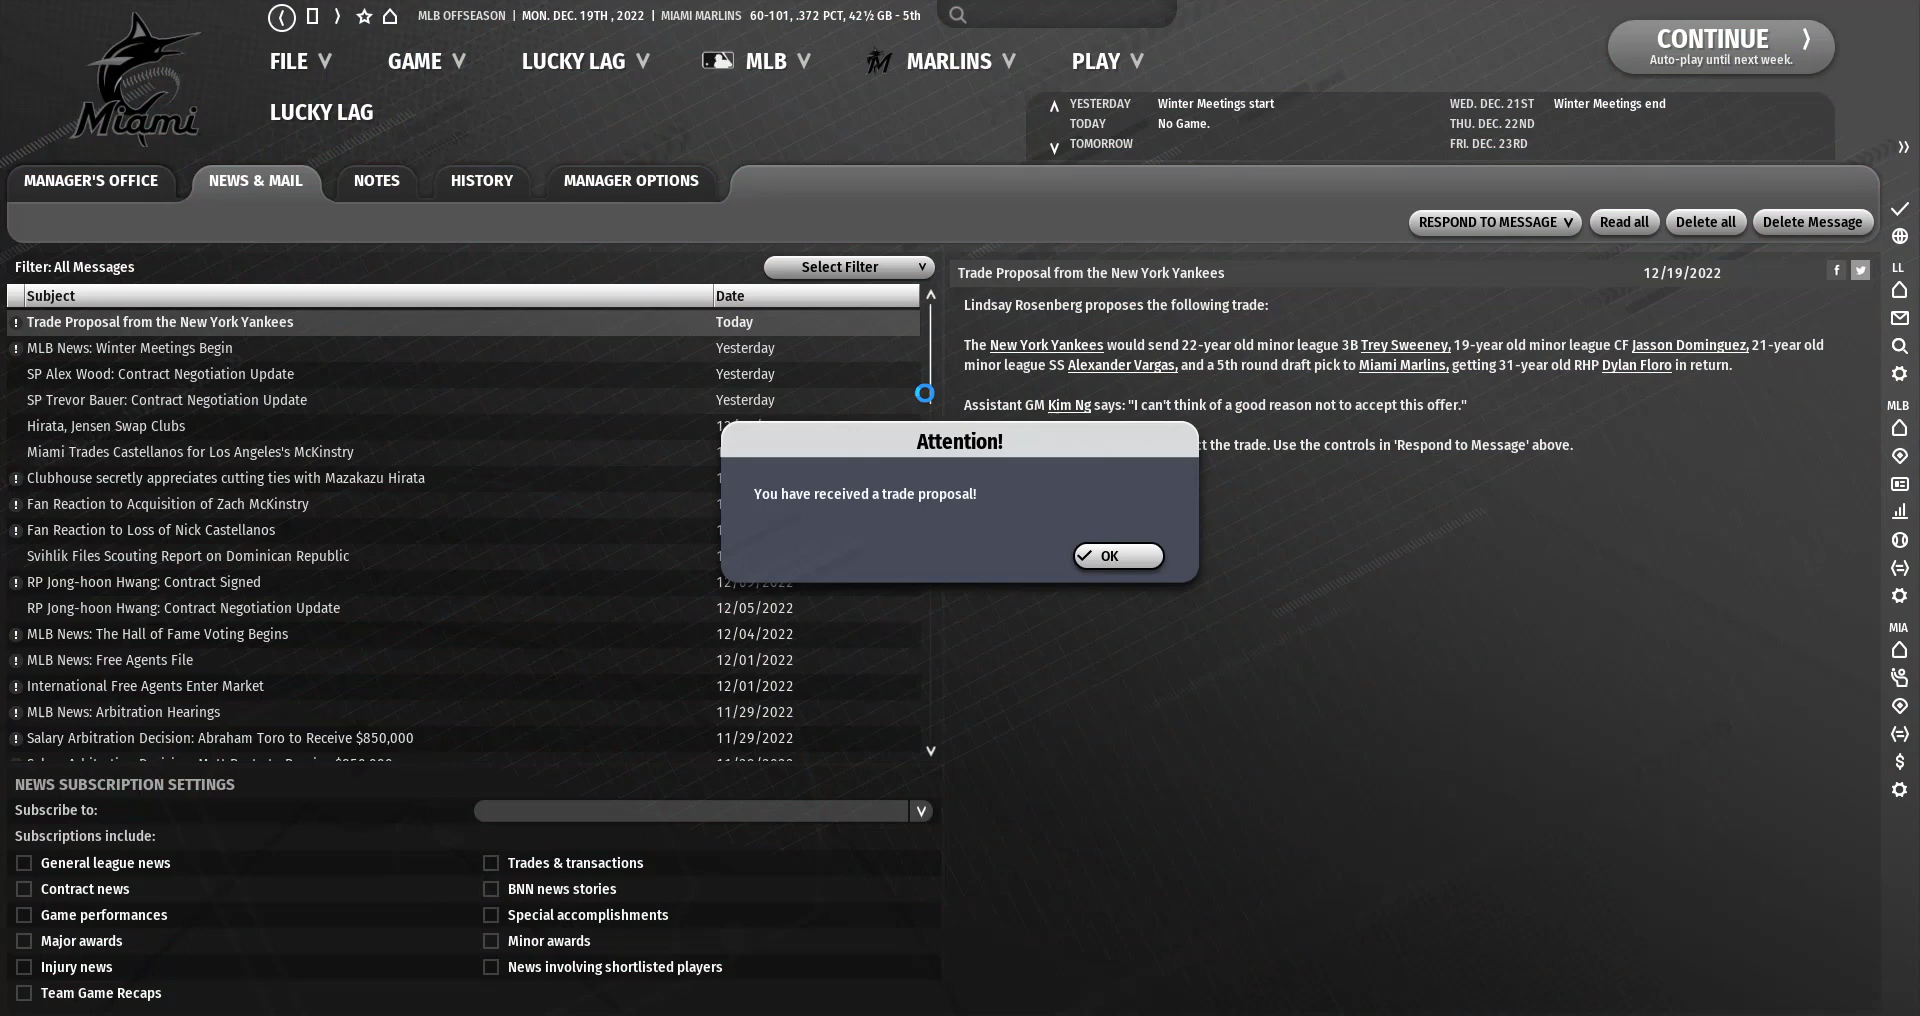 Miami
MLB OFFSEASON | MON. DEC. 19TH , 2022 | MIAMI MARLINS 60-101, .372 PCT, 42½ GB - 5th
FILE GAME LUCKY LAG MLB MARLINS PLAY
CONTINUE
Auto-play until next week.
LUCKY LAG
YESTERDAY Winter Meetings start WED. DEC. 21ST Winter Meetings end
TODAY No Game. THU. DEC. 22ND
TOMORROW FRI. DEC. 23RD
MANAGER'S OFFICE NEWS & MAIL NOTES HISTORY MANAGER OPTIONS
RESPOND TO MESSAGE Read all Delete all Delete Message
Filter: All Messages Select Filter
Subject Date
Trade Proposal from the New York Yankees Today
MLB News: Winter Meetings Begin Yesterday
SP Alex Wood: Contract Negotiation Update Yesterday
SP Trevor Bauer: Contract Negotiation Update Yesterday
Hirata, Jensen Swap Clubs
Miami Trades Castellanos for Los Angeles's McKinstry
Clubhouse secretly appreciates cutting ties with Mazakazu Hirata
Fan Reaction to Acquisition of Zach McKinstry
Fan Reaction to Loss of Nick Castellanos
Svihlik Files Scouting Report on Dominican Republic
RP Jong-hoon Hwang: Contract Signed 12/05/2022
RP Jong-hoon Hwang: Contract Negotiation Update 12/05/2022
MLB News: The Hall of Fame Voting Begins 12/04/2022
MLB News: Free Agents File 12/01/2022
International Free Agents Enter Market 12/01/2022
MLB News: Arbitration Hearings 11/29/2022
Salary Arbitration Decision: Abraham Toro to Receive $850,000 11/29/2022
Trade Proposal from the New York Yankees 12/19/2022
Lindsay Rosenberg proposes the following trade:
The New York Yankees would send 22-year old minor league 3B Trey Sweeney, 19-year old minor league CF Jasson Dominguez, 21-year old
minor league SS Alexander Vargas, and a 5th round draft pick to Miami Marlins, getting 31-year old RHP Dylan Floro in return.
Assistant GM Kim Ng says: "I can't think of a good reason not to accept this offer."
the trade. Use the controls in 'Respond to Message' above.
Attention!
You have received a trade proposal!
OK
NEWS SUBSCRIPTION SETTINGS
Subscribe to:
Subscriptions include:
General league news Trades & transactions
Contract news BNN news stories
Game performances Special accomplishments
Major awards Minor awards
Injury news News involving shortlisted players
Team Game Recaps
LL
MLB
MIA